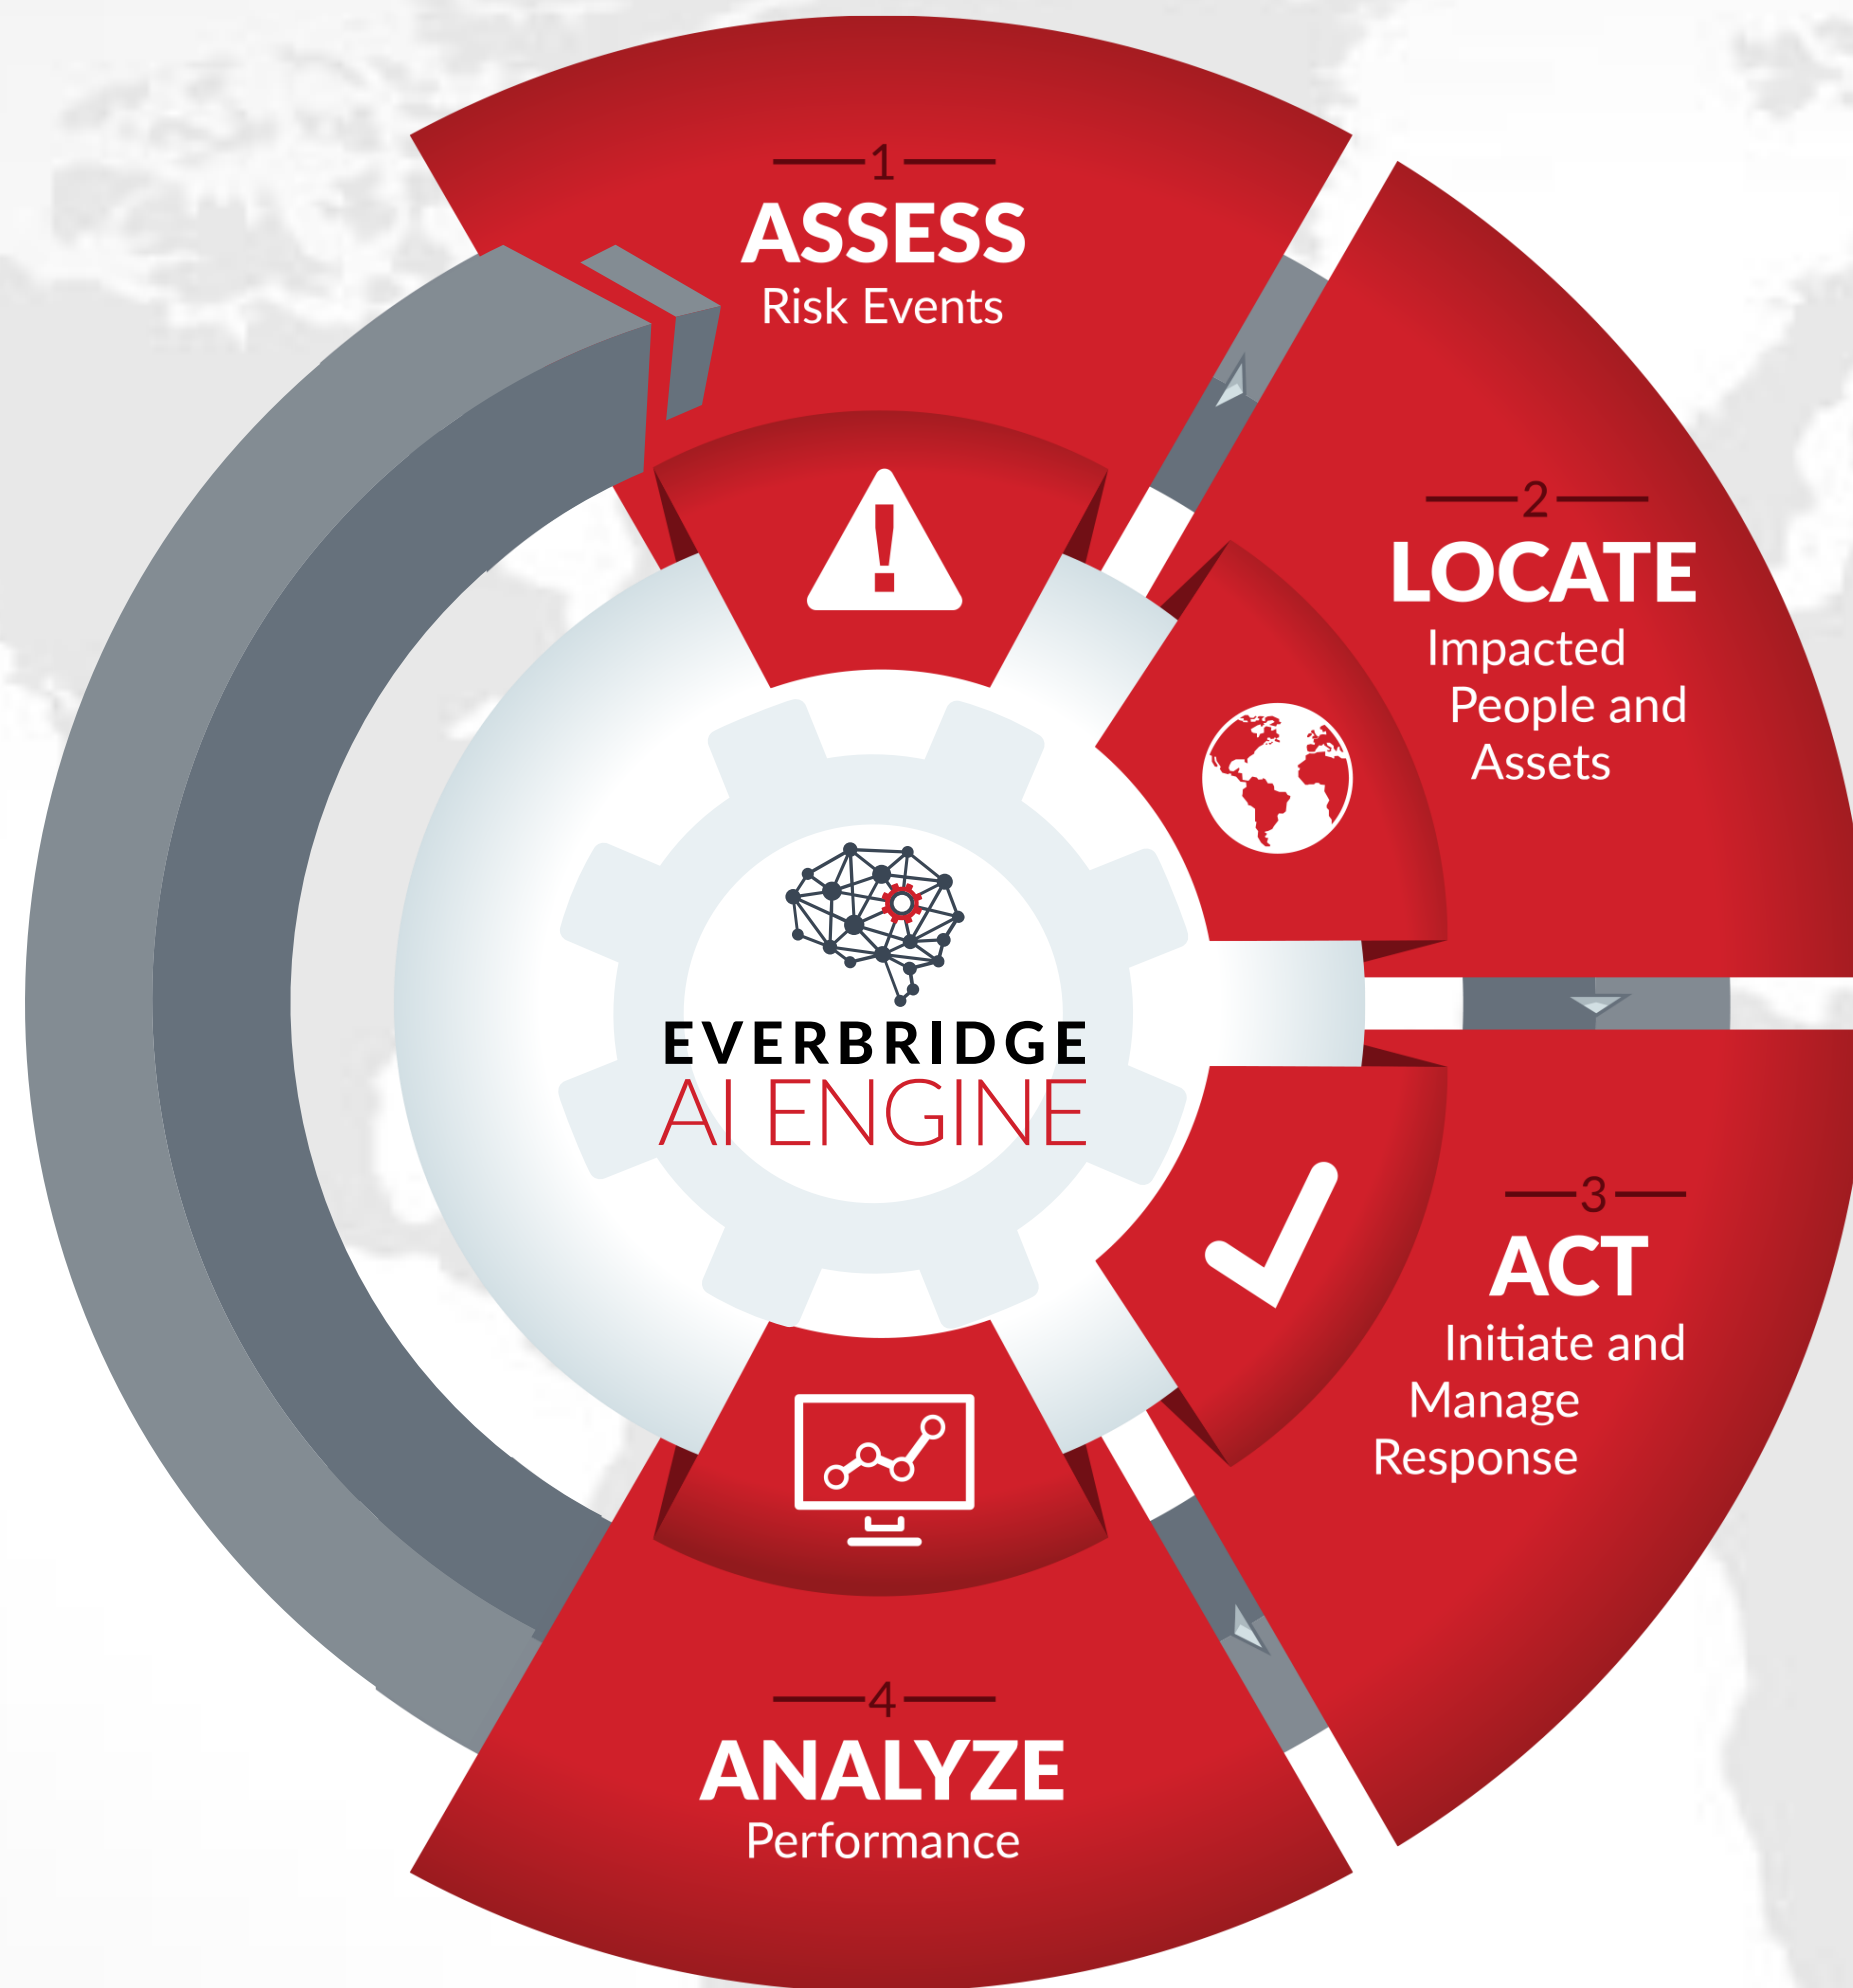 1
ASSESS
Risk Events
2
LOCATE
Impacted
People and
Assets
EVERBRIDGE
AI ENGINE
3
ACT
Initiate and
Manage
Response
4
ANALYZE
Performance